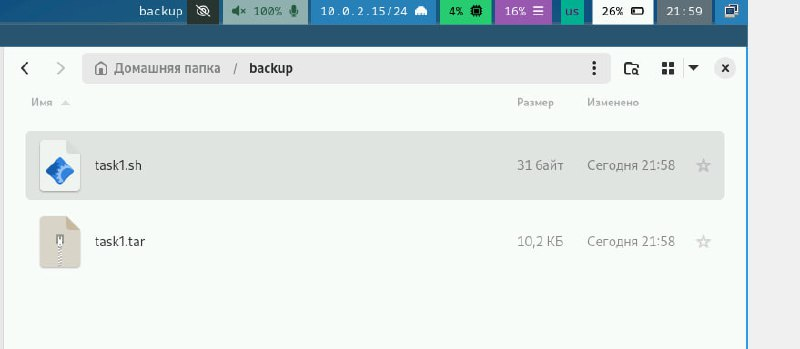 backup 100% 10.0.2.15/24 4% 16% us 26% 21:59
Домашняя папка / backup
Имя Размер Изменено
task1.sh 31 байт Сегодня 21:58
task1.tar 10,2 КБ Сегодня 21:58